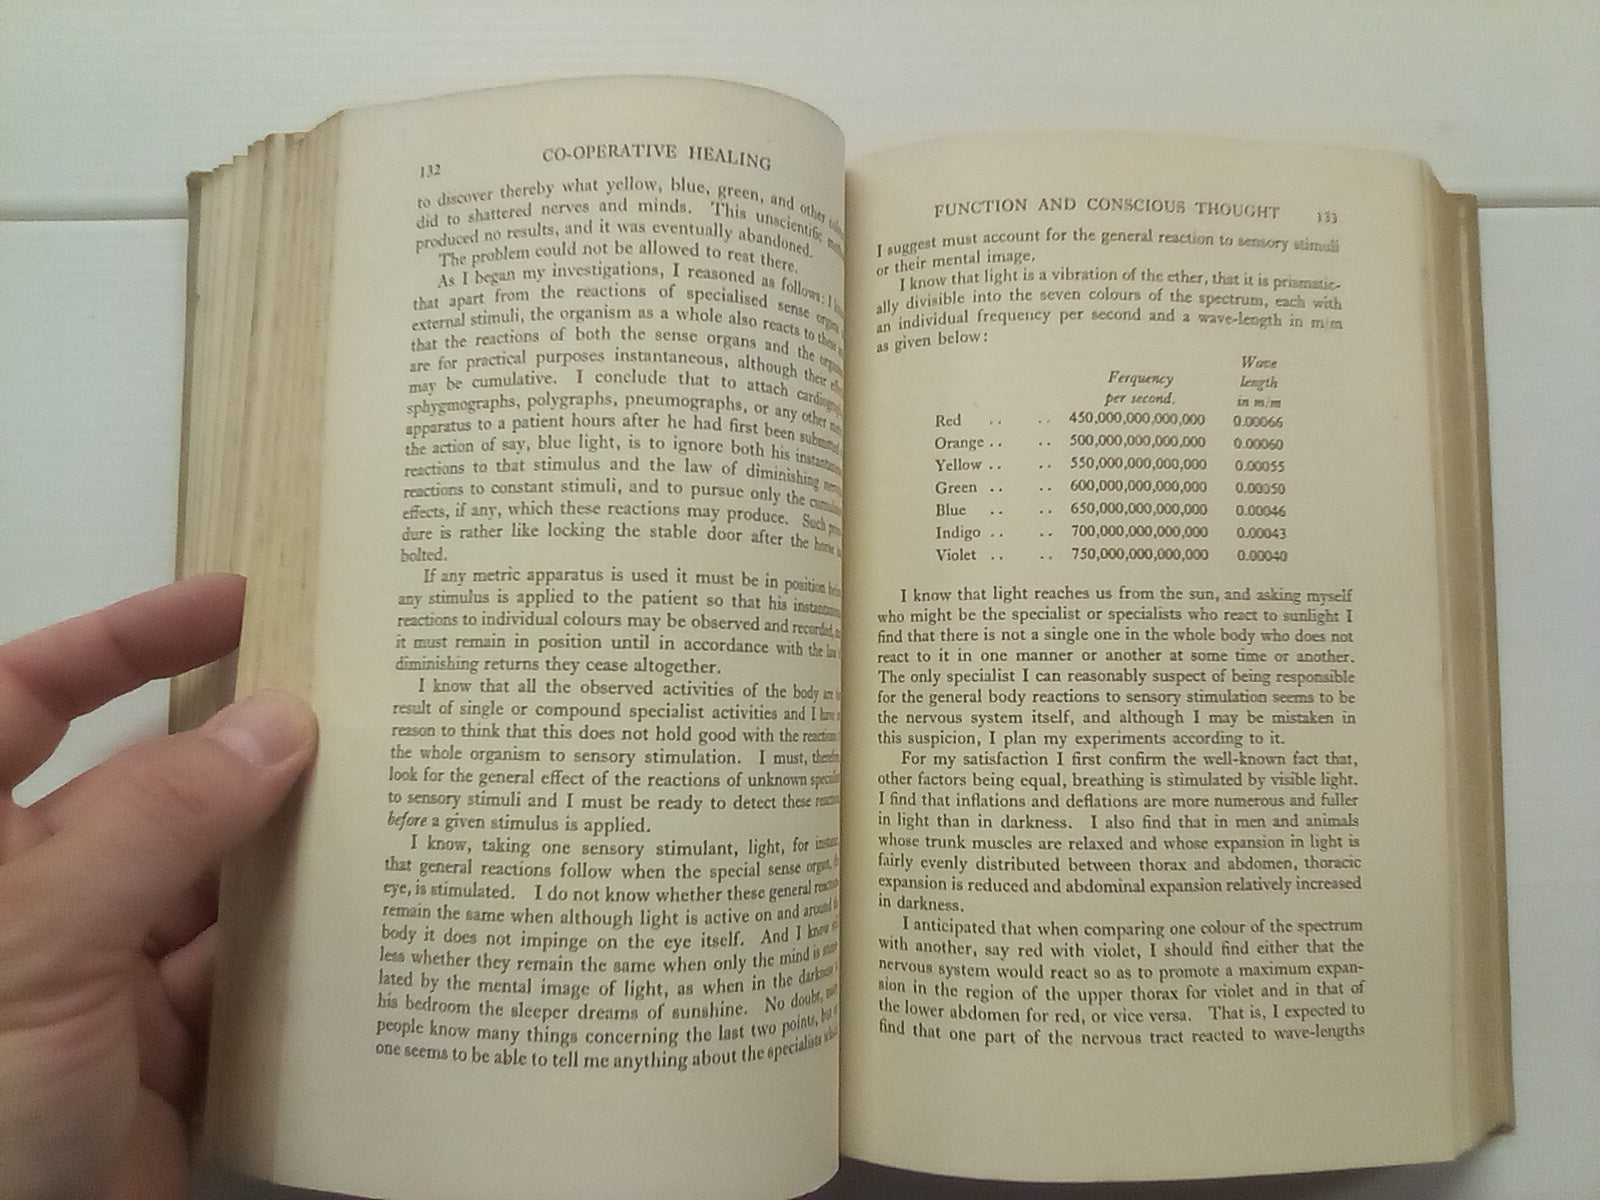 132
CO-OPERATIVE HEALING
to discover thereby what yellow, blue, green, and other
did to shattered nerves and minds. This unscientific
produced no results, and it was eventually abandoned.
The problem could not be allowed to rest there.
As I began my investigations, I reasoned as follows: I
that apart from the reactions of specialised sense organs
external stimuli, the organism as a whole also reacts to these
that the reactions of both the sense organs and the
are for practical purposes instantaneous, although their
may be cumulative. I conclude that to attach
sphygmographs, polygraphs, pneumographs, or any other
apparatus to a patient hours after he had first been
the action of say, blue light, is to ignore both his
reactions to that stimulus and the law of diminishing
reactions to constant stimuli, and to pursue only the
effects, if any, which these reactions may produce. Such
dure is rather like locking the stable door after the horse
bolted.
If any metric apparatus is used it must be in position
any stimulus is applied to the patient so that his
reactions to individual colours may be observed and recorded,
it must remain in position until in accordance with the
diminishing returns they cease altogether.
I know that all the observed activities of the body are
result of single or compound specialist activities and I have
reason to think that this does not hold good with the
the whole organism to sensory stimulation. I must,
look for the general effect of the reactions of unknown
to sensory stimuli and I must be ready to detect these
before a given stimulus is applied.
I know, taking one sensory stimulant, light, for
that general reactions follow when the special sense organ,
eye, is stimulated. I do not know whether these general
remain the same when although light is active on and around
body it does not impinge on the eye itself. And I know
less whether they remain the same when only the mind is
lated by the mental image of light, as when in the darkness
his bedroom the sleeper dreams of sunshine. No doubt,
people know many things concerning the last two points,
one seems to be able to tell me anything about the specialists
FUNCTION AND CONSCIOUS THOUGHT 133
I suggest must account for the general reaction to sensory stimuli
or their mental image.
I know that light is a vibration of the ether, that it is prismatic-
ally divisible into the seven colours of the spectrum, each with
an individual frequency per second and a wave-length in m/m
as given below:
Ferquency per second. Wave length in m/m
Red .. .. 450,000,000,000,000 0.00066
Orange .. .. 500,000,000,000,000 0.00060
Yellow .. .. 550,000,000,000,000 0.00055
Green .. .. 600,000,000,000,000 0.00050
Blue .. .. 650,000,000,000,000 0.00046
Indigo .. .. 700,000,000,000,000 0.00043
Violet .. .. 750,000,000,000,000 0.00040
I know that light reaches us from the sun, and asking myself
who might be the specialist or specialists who react to sunlight I
find that there is not a single one in the whole body who does not
react to it in one manner or another at some time or another.
The only specialist I can reasonably suspect of being responsible
for the general body reactions to sensory stimulation seems to be
the nervous system itself, and although I may be mistaken in
this suspicion, I plan my experiments according to it.
For my satisfaction I first confirm the well-known fact that,
other factors being equal, breathing is stimulated by visible light.
I find that inflations and deflations are more numerous and fuller
in light than in darkness. I also find that in men and animals
whose trunk muscles are relaxed and whose expansion in light is
fairly evenly distributed between thorax and abdomen, thoracic
expansion is reduced and abdominal expansion relatively increased
in darkness.
I anticipated that when comparing one colour of the spectrum
with another, say red with violet, I should find either that the
nervous system would react so as to promote a maximum expan-
sion in the region of the upper thorax for violet and in that of
the lower abdomen for red, or vice versa. That is, I expected to
find that one part of the nervous tract reacted to wave-lengths